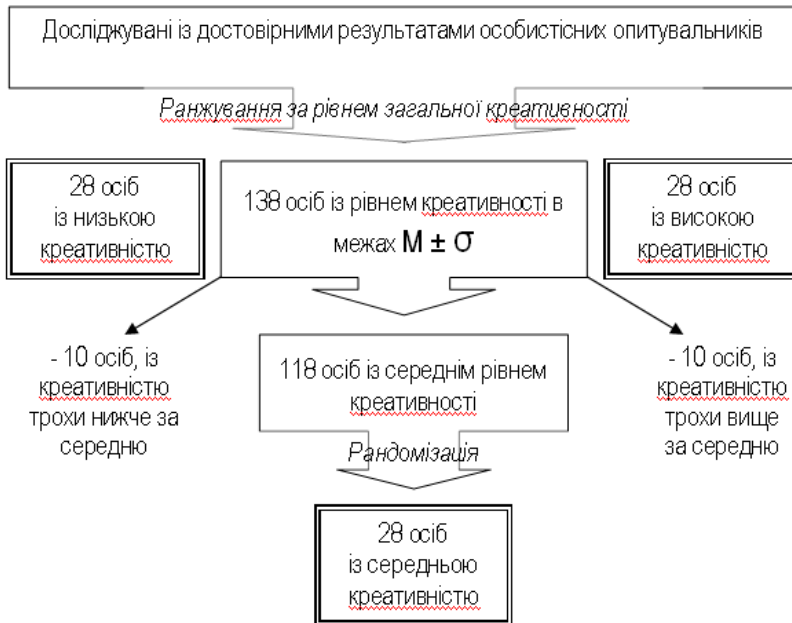 Досліджувані із достовірними результатами особистісних опитувальників
Ранжування за рівнем загальної креативності
28 осіб
із низькою
креативністю
138 осіб із рівнем креативності в
межах M ± σ
28 осіб
із високою
креативністю
- 10 осіб, із
креативністю
трохи нижче за
середню
118 осіб із середнім рівнем
креативності
- 10 осіб, із
креативністю
трохи вище
за середню
Рандомізація
28 осіб
із середньою
креативністю